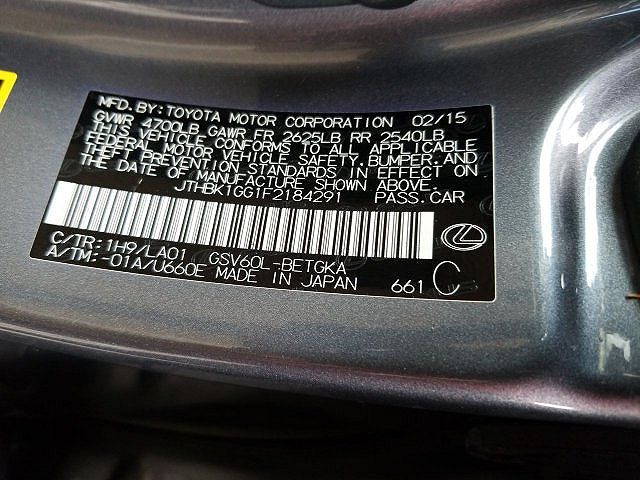 MFD. BY: TOYOTA MOTOR CORPORATION 02/15
GVWR 4700LB GAWR FR 2625LB RR 2540LB
THIS VEHICLE CONFORMS TO ALL APPLICABLE
FEDERAL MOTOR VEHICLE SAFETY, BUMPER, AND
THEFT PREVENTION STANDARDS IN EFFECT ON
THE DATE OF MANUFACTURE SHOWN ABOVE.
JTHBK1GG1F2184291 PASS. CAR
C/TR: 1H9/LA01 GSV60L-BETGKA
A/TM: -01A/U660E MADE IN JAPAN 661 C